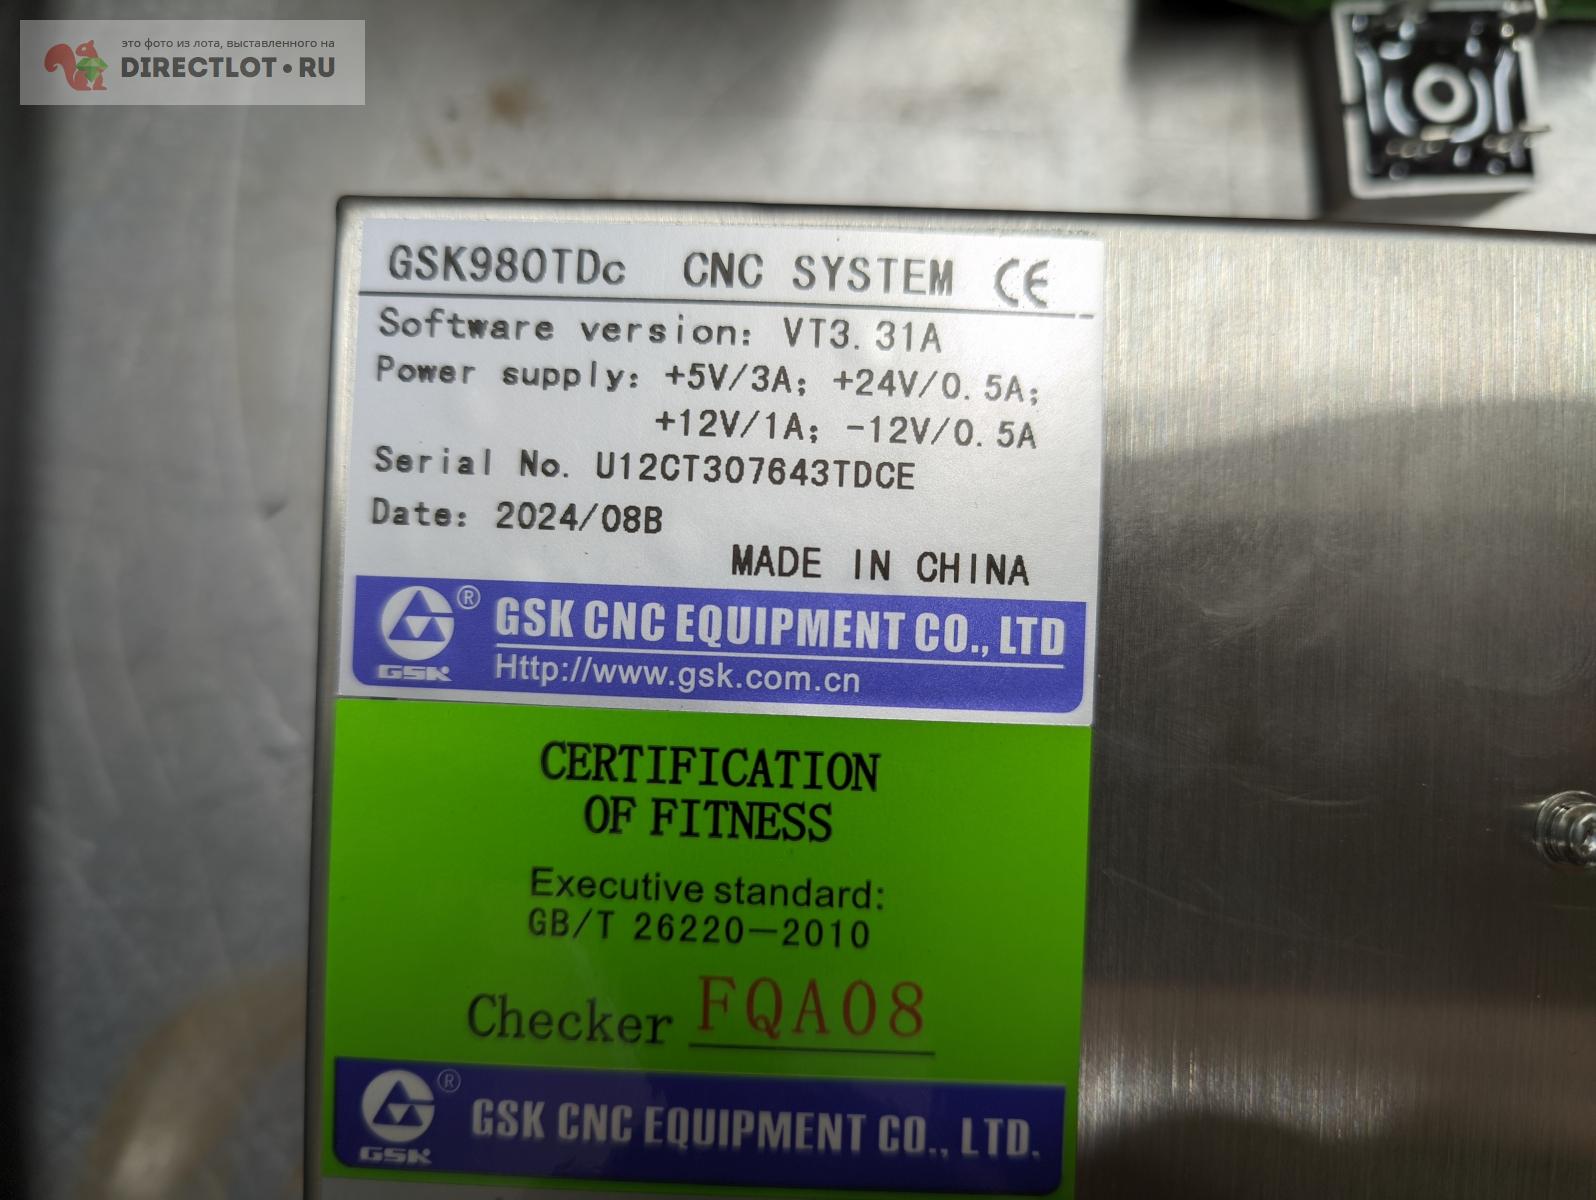 это фото из лота, выставленного на
DIRECTLOT•RU
GSK980TDc CNC SYSTEM CE
Software version: VT3.31A
Power supply: +5V/3A; +24V/0.5A;
+12V/1A; -12V/0.5A
Serial No. U12CT307643TDCE
Date: 2024/08B
MADE IN CHINA
GSK ® GSK CNC EQUIPMENT CO., LTD
Http://www.gsk.com.cn
CERTIFICATION
OF FITNESS
Executive standard:
GB/T 26220—2010
Checker FQA08
GSK ® GSK CNC EQUIPMENT CO., LTD.